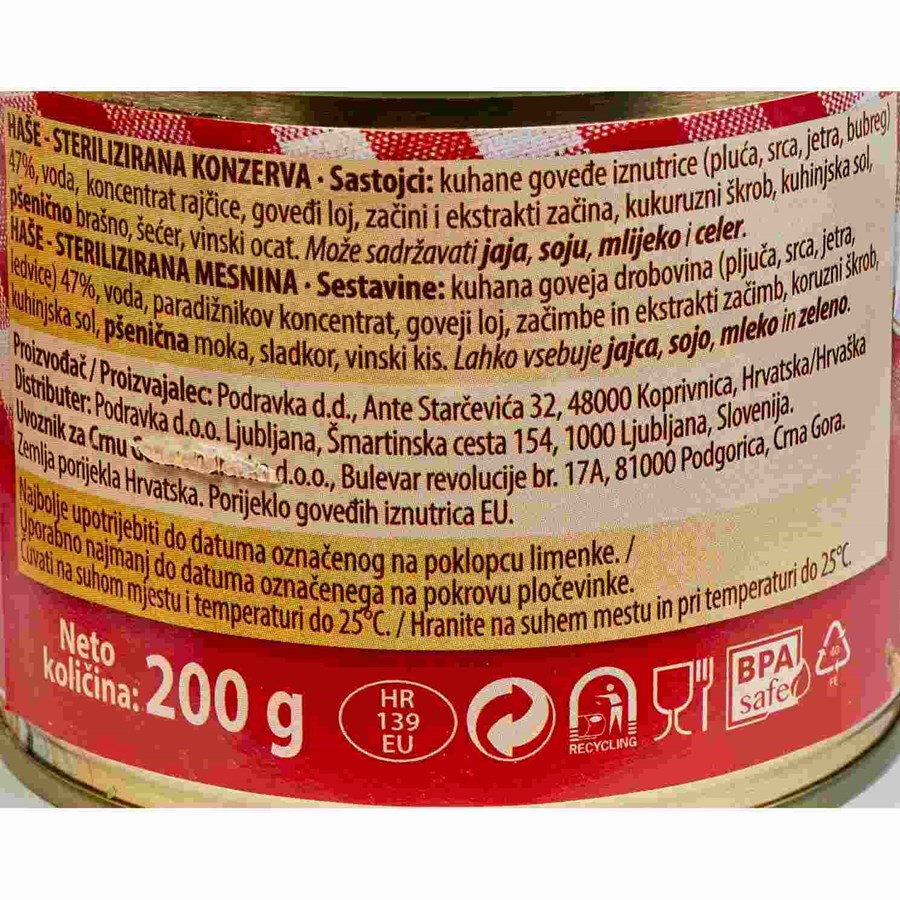 HAŠE - STERILIZIRANA KONZERVA · Sastojci: kuhane goveđe iznutrice (pluća, srca, jetra, bubreg)
47%, voda, koncentrat rajčice, goveđi loj, začini i ekstrakti začina, kukuruzni škrob, kuhinjska sol,
pšenično brašno, šećer, vinski ocat. Može sadržavati jaja, soju, mlijeko i celer.
HAŠE - STERILIZIRANA MESNINA · Sestavine: kuhana goveja drobovina (pljuča, srca, jetra,
ledvice) 47%, voda, paradižnikov koncentrat, goveji loj, začimbe in ekstrakti začimb, koruzni škrob,
kuhinjska sol, pšenična moka, sladkor, vinski kis. Lahko vsebuje jajca, sojo, mleko in zeleno.
Proizvođač / Proizvajalec: Podravka d.d., Ante Starčevića 32, 48000 Koprivnica, Hrvatska/Hrvaška
Distributer: Podravka d.o.o. Ljubljana, Šmartinska cesta 154, 1000 Ljubljana, Slovenija.
Uvoznik za Crnu d.o.o., Bulevar revolucije br. 17A, 81000 Podgorica, Crna Gora.
Zemlja porijekla Hrvatska. Porijeklo goveđih iznutrica EU.
Najbolje upotrijebiti do datuma označenog na poklopcu limenke. /
Uporabno najmanj do datuma označenega na pokrovu pločevinke.
Čuvati na suhom mjestu i temperaturi do 25°C. / Hranite na suhem mestu in pri temperaturi do 25°C.
Neto
količina: 200 g
HR
139
EU
RECYCLING
BPA
safe
40
FE